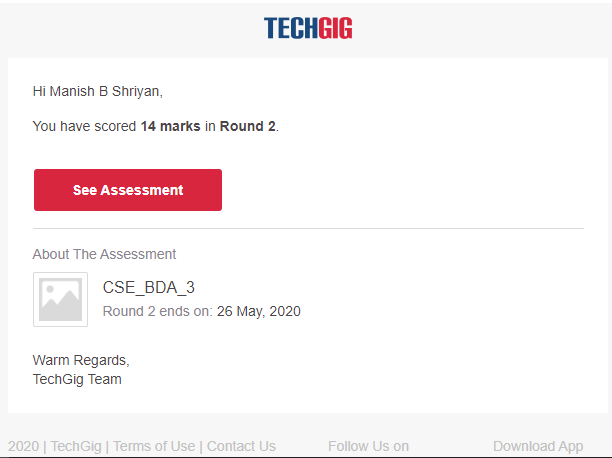 TECHGIG
Hi Manish B Shriyan,
You have scored 14 marks in Round 2.
See Assessment
About The Assessment
CSE_BDA_3
Round 2 ends on: 26 May, 2020
Warm Regards,
TechGig Team
2020 | TechGig | Terms of Use | Contact Us Follow Us on Download App